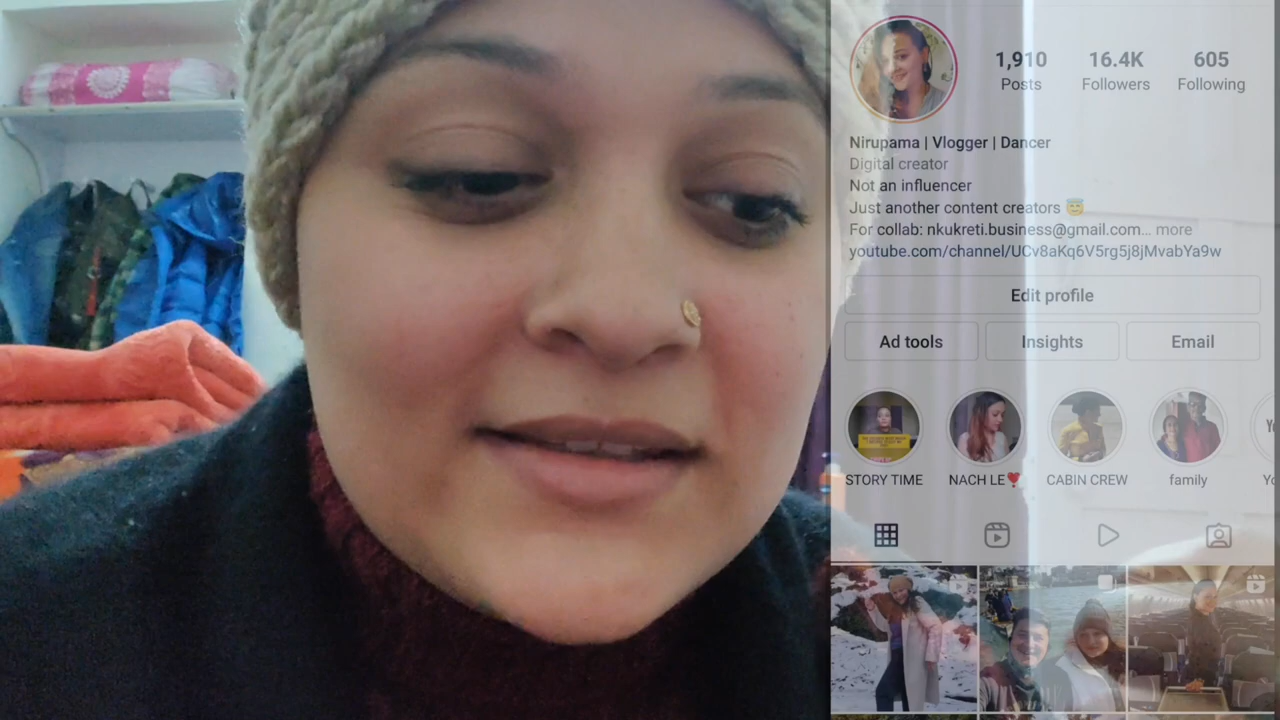 1,910 16.4K 605
Posts Followers Following
Nirupama | Vlogger | Dancer
Digital creator
Not an influencer
Just another content creators 😇
For collab: nkukreti.business@gmail.com... more
youtube.com/channel/UCv8aKq6V5rg5j8jMvabYa9w
Edit profile
Ad tools Insights Email
STORY TIME NACH LE❣️ CABIN CREW family